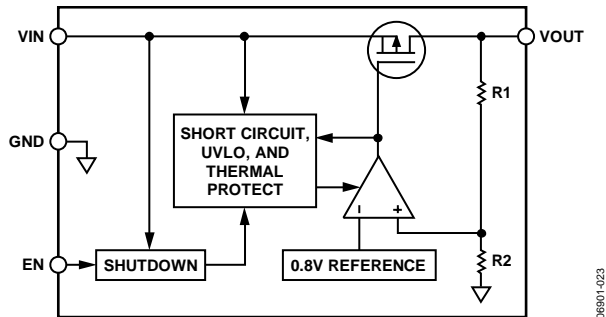 VIN
VOUT
R1
GND
SHORT CIRCUIT,
UVLO, AND
THERMAL
PROTECT
– +
EN
SHUTDOWN
0.8V REFERENCE
R2
06901-023